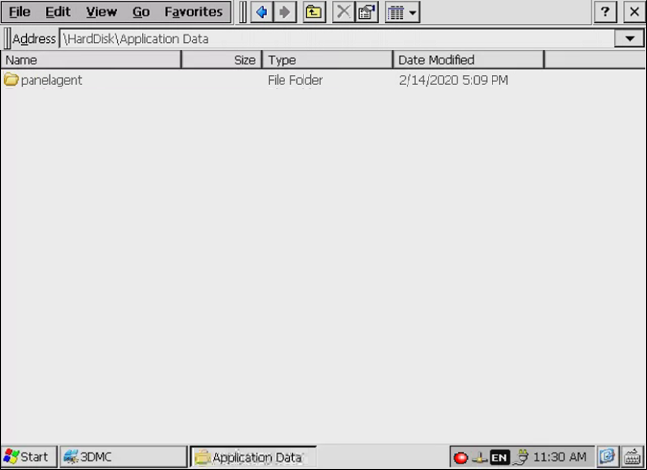 File Edit View Go Favorites ? ×
Address \HardDisk\Application Data
Name Size Type Date Modified
panelagent File Folder 2/14/2020 5:09 PM
Start 3DMC Application Data EN 11:30 AM